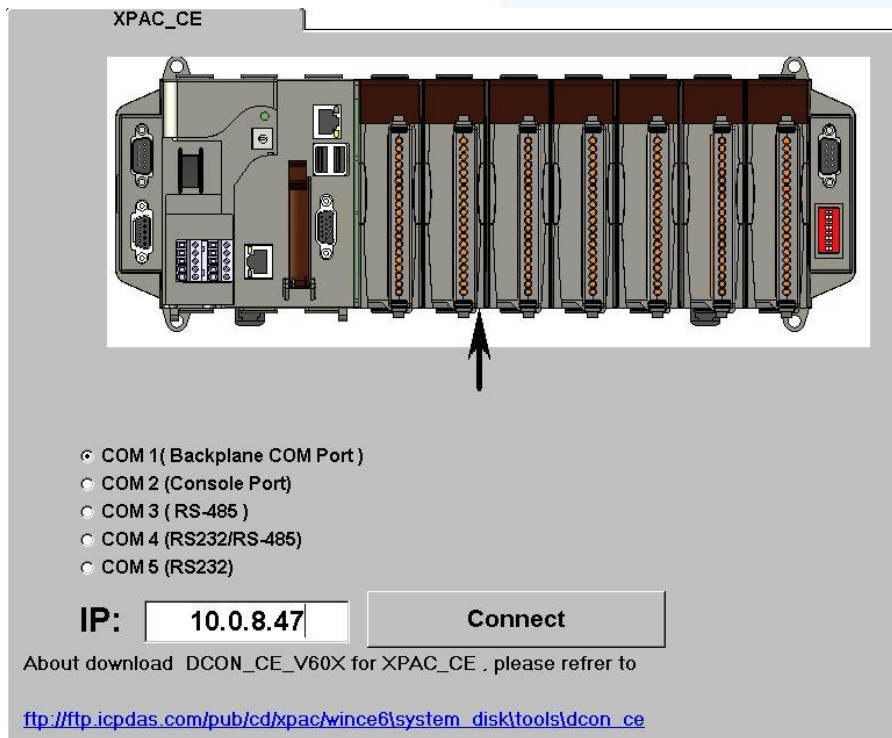 XPAC_CE
COM 1( Backplane COM Port )
COM 2 (Console Port)
COM 3 ( RS-485 )
COM 4 (RS232/RS-485)
COM 5 (RS232)
IP: 10.0.8.47 Connect
About download DCON_CE_V60X for XPAC_CE , please refrer to
ftp://ftp.icpdas.com/pub/cd/xpac/wince6\system_disk\tools\dcon_ce